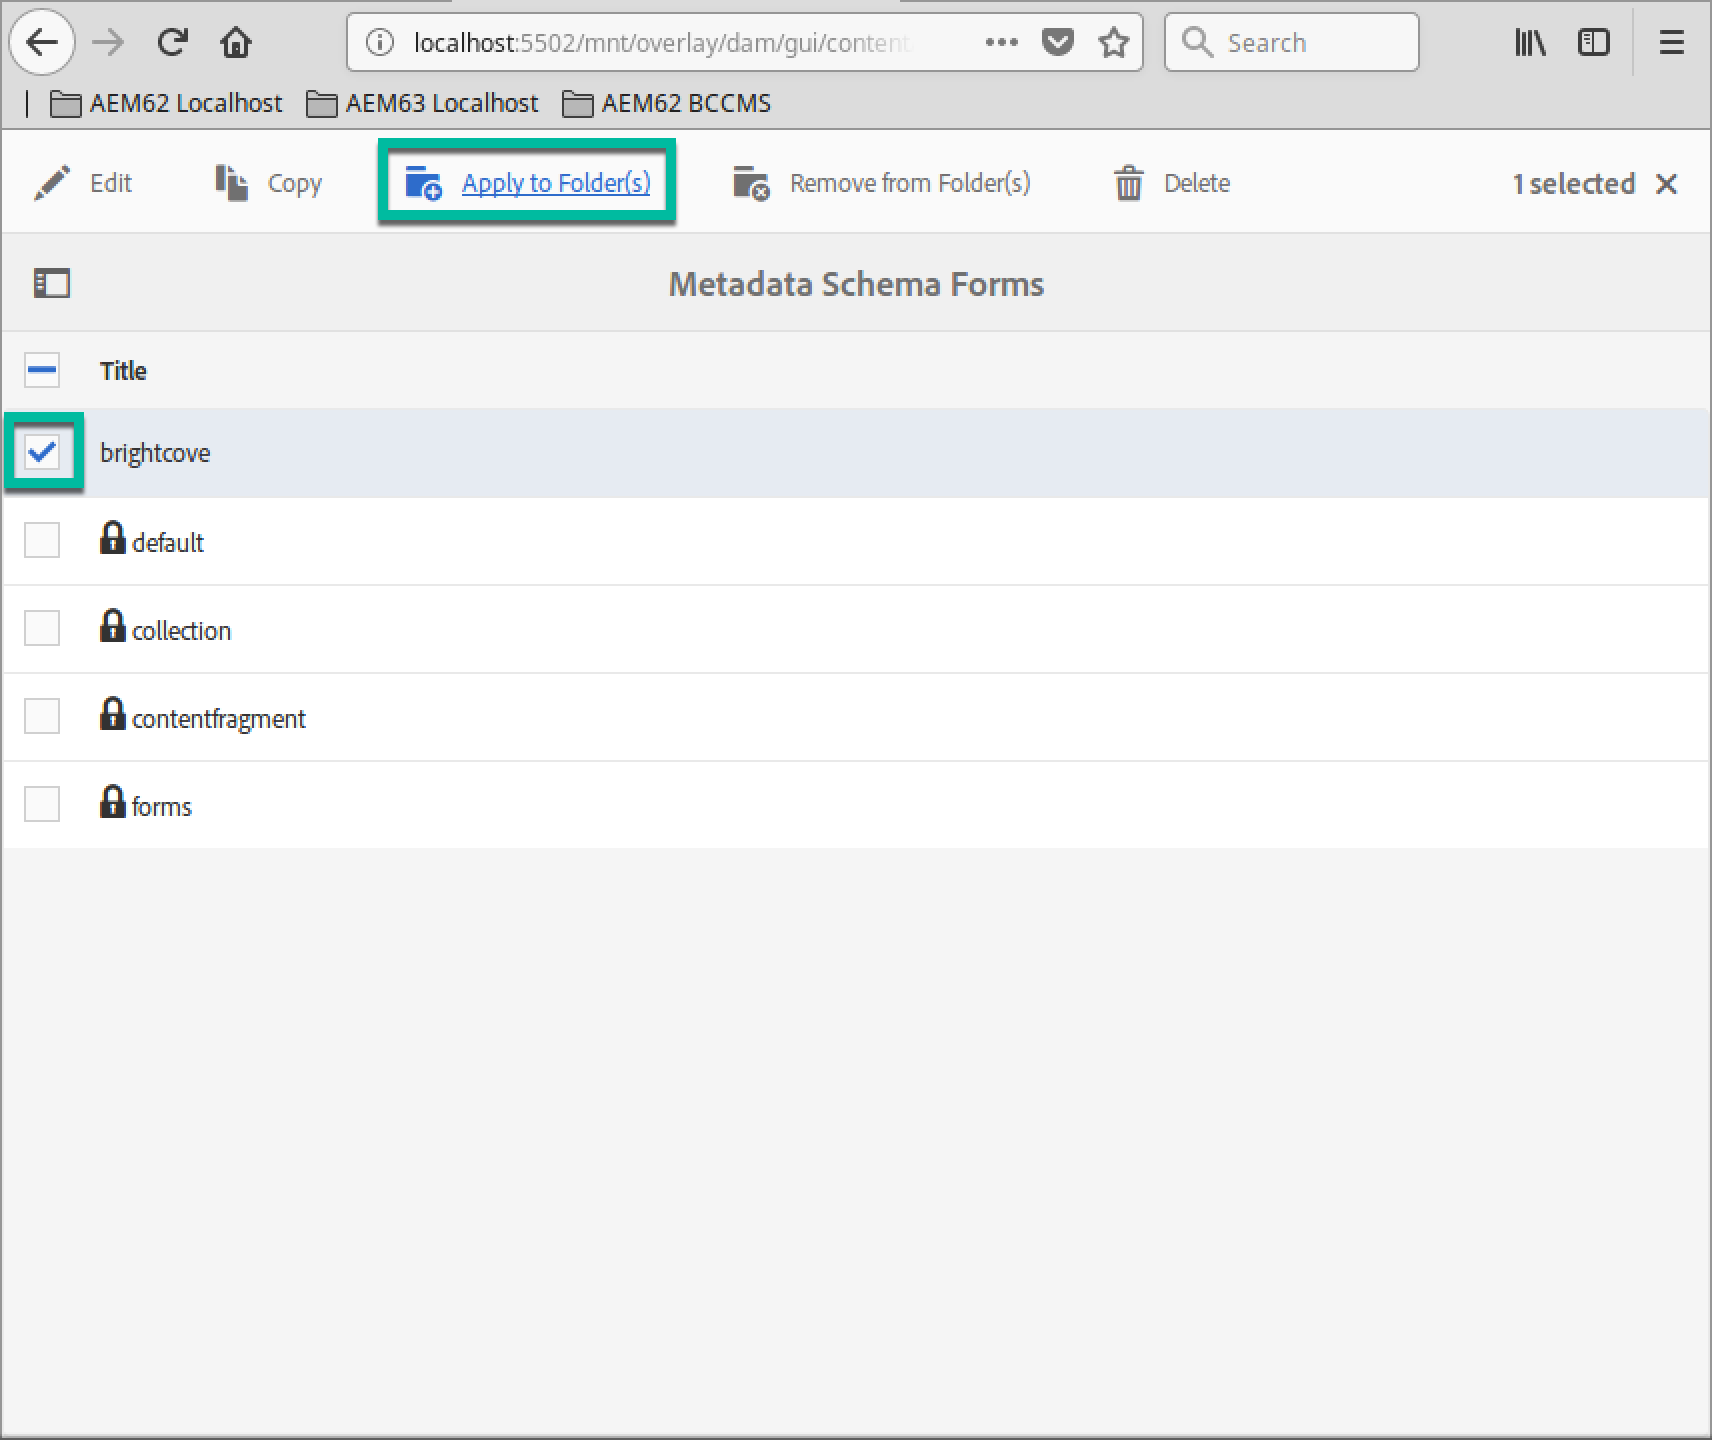 localhost:5502/mnt/overlay/dam/gui/content
Search
AEM62 Localhost AEM63 Localhost AEM62 BCCMS
Edit Copy Apply to Folder(s) Remove from Folder(s) Delete 1 selected
Metadata Schema Forms
Title
brightcove
default
collection
contentfragment
forms